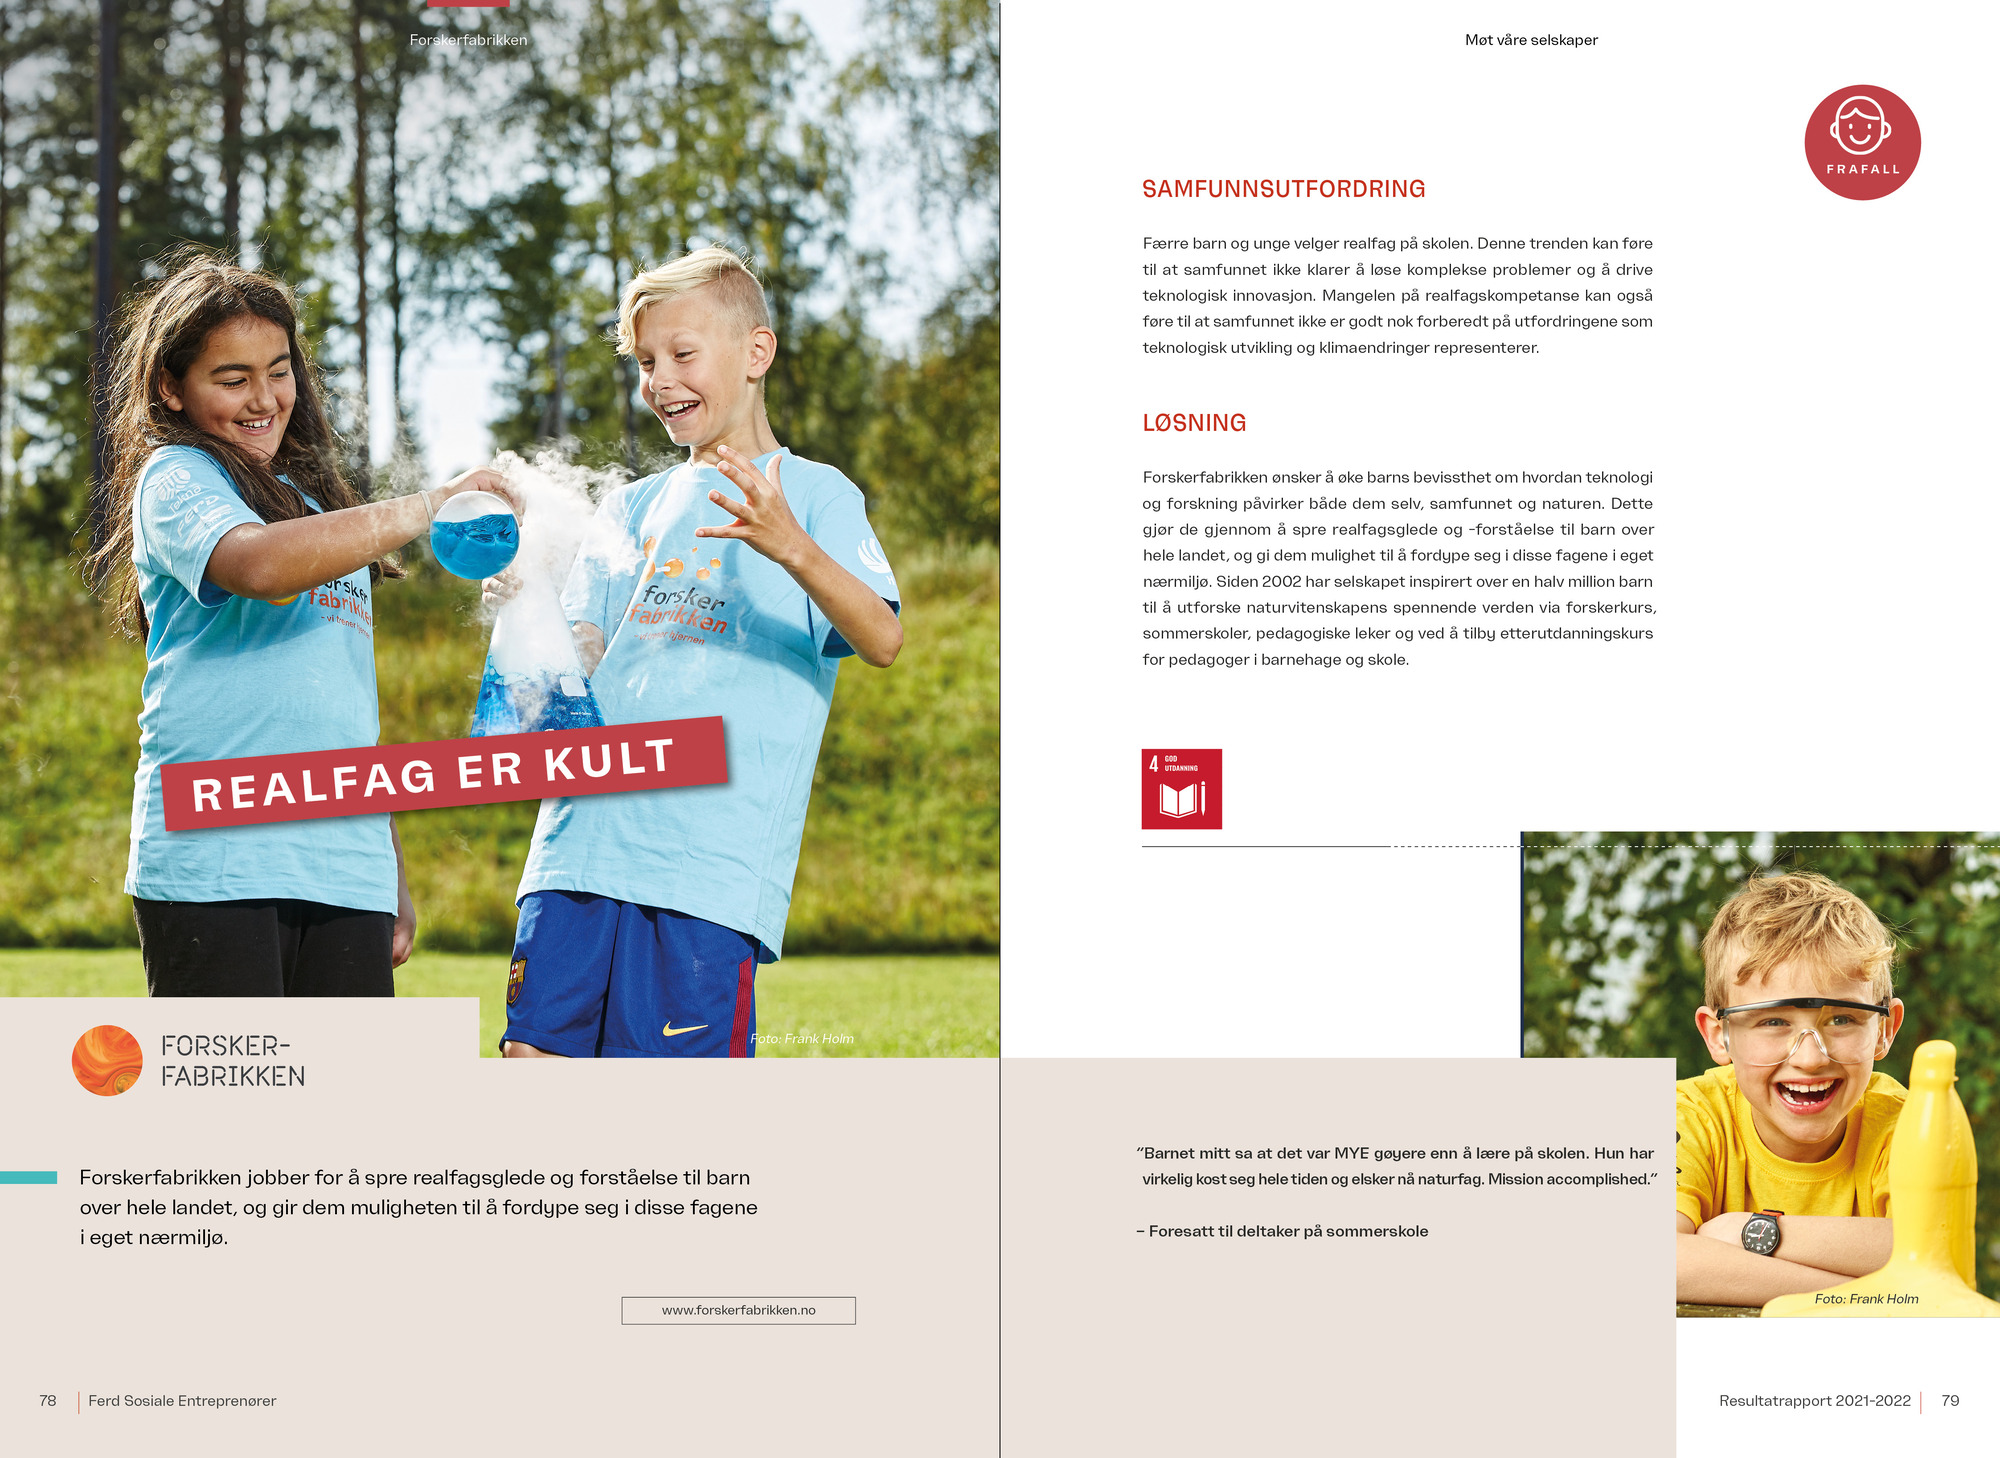 Forskerfabrikken
Tekna
forsker
fabrikken
forsker
fabrikken
REALFAG ER KULT
Foto: Frank Holm
FORSKER-
FABRIKKEN
Forskerfabrikken jobber for å spre realfagsglede og forståelse til barn
over hele landet, og gir dem muligheten til å fordype seg i disse fagene
i eget nærmiljø.
www.forskerfabrikken.no
78
Ferd Sosiale Entreprenører
Møt våre selskaper
FRAFALL
SAMFUNNSUTFORDRING
Færre barn og unge velger realfag på skolen. Denne trenden kan føre
til at samfunnet ikke klarer å løse komplekse problemer og å drive
teknologisk innovasjon. Mangelen på realfagskompetanse kan også
føre til at samfunnet ikke er godt nok forberedt på utfordringene som
teknologisk utvikling og klimaendringer representerer.
LØSNING
Forskerfabrikken ønsker å øke barns bevissthet om hvordan teknologi
og forskning påvirker både dem selv, samfunnet og naturen. Dette
gjør de gjennom å spre realfagsglede og -forståelse til barn over
hele landet, og gi dem mulighet til å fordype seg i disse fagene i eget
nærmiljø. Siden 2002 har selskapet inspirert over en halv million barn
til å utforske naturvitenskapens spennende verden via forskerkurs,
sommerskoler, pedagogiske leker og ved å tilby etterutdanningskurs
for pedagoger i barnehage og skole.
4 GOD
UTDANNING
"Barnet mitt sa at det var MYE gøyere enn å lære på skolen. Hun har
virkelig kost seg hele tiden og elsker nå naturfag. Mission accomplished."
– Foresatt til deltaker på sommerskole
Foto: Frank Holm
Resultatrapport 2021-2022
79